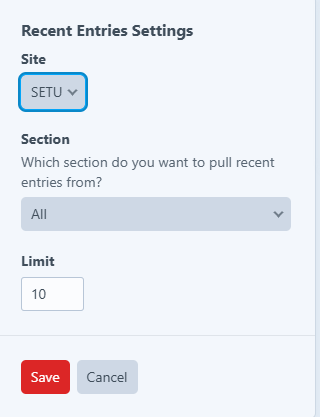 Recent Entries Settings
Site
SETU
Section
Which section do you want to pull recent
entries from?
All
Limit
10
Save
Cancel